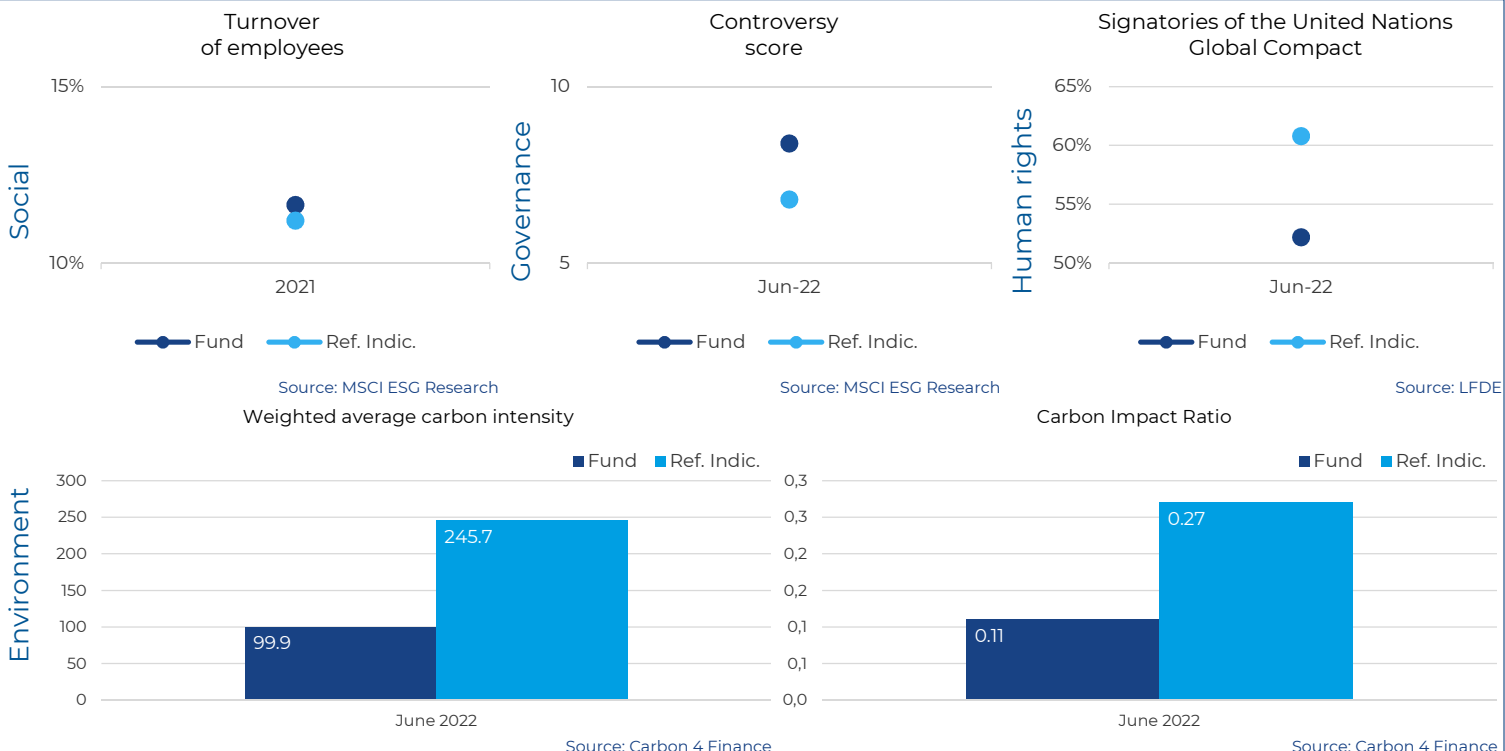 Turnover
of employees
15%
10%
2021
Social
Fund
Ref. Indic.
Source: MSCI ESG Research
Controversy
score
10
5
Jun-22
Governance
Fund
Ref. Indic.
Source: MSCI ESG Research
Signatories of the United Nations
Global Compact
65%
60%
55%
50%
Jun-22
Human rights
Fund
Ref. Indic.
Source: LFDE
Weighted average carbon intensity
Fund
Ref. Indic.
300
250
200
150
100
50
0
245.7
99.9
June 2022
Environment
Source: Carbon 4 Finance
Carbon Impact Ratio
Fund
Ref. Indic.
0,3
0,3
0,2
0,2
0,1
0,1
0,0
0.27
0.11
June 2022
Source: Carbon 4 Finance